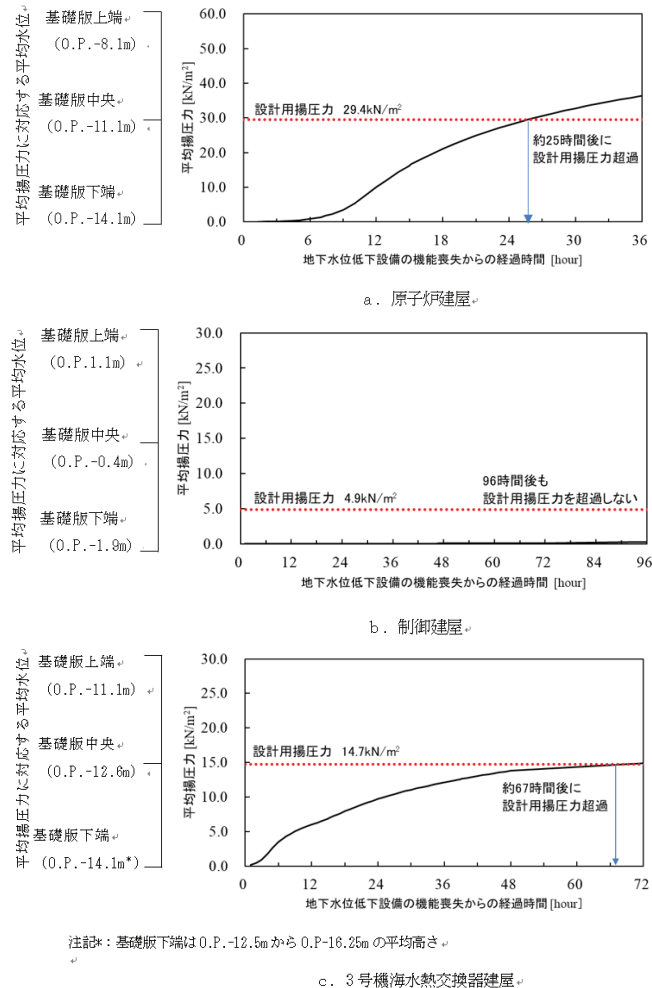 平均揚圧力に対応する平均水位
基礎版上端
(O.P.-8.1m)
基礎版中央
(O.P.-11.1m)
基礎版下端
(O.P.-14.1m)
平均揚圧力 [kN/m²]
60.0
50.0
40.0
30.0
20.0
10.0
0.0
設計用揚圧力 29.4kN/m²
約25時間後に
設計用揚圧力超過
0 6 12 18 24 30 36
地下水位低下設備の機能喪失からの経過時間 [hour]
a. 原子炉建屋
平均揚圧力に対応する平均水位
基礎版上端
(O.P.1.1m)
基礎版中央
(O.P.-0.4m)
基礎版下端
(O.P.-1.9m)
平均揚圧力 [kN/m²]
30.0
25.0
20.0
15.0
10.0
5.0
0.0
設計用揚圧力 4.9kN/m²
96時間後も
設計用揚圧力を超過しない
0 12 24 36 48 60 72 84 96
地下水位低下設備の機能喪失からの経過時間 [hour]
b. 制御建屋
平均揚圧力に対応する平均水位
基礎版上端
(O.P.-11.1m)
基礎版中央
(O.P.-12.6m)
基礎版下端
(O.P.-14.1m*)
平均揚圧力 [kN/m²]
30.0
25.0
20.0
15.0
10.0
5.0
0.0
設計用揚圧力 14.7kN/m²
約67時間後に
設計用揚圧力超過
0 12 24 36 48 60 72
地下水位低下設備の機能喪失からの経過時間 [hour]
注記*：基礎版下端はO.P.-12.5mからO.P-16.25mの平均高さ
c. 3号機海水熱交換器建屋